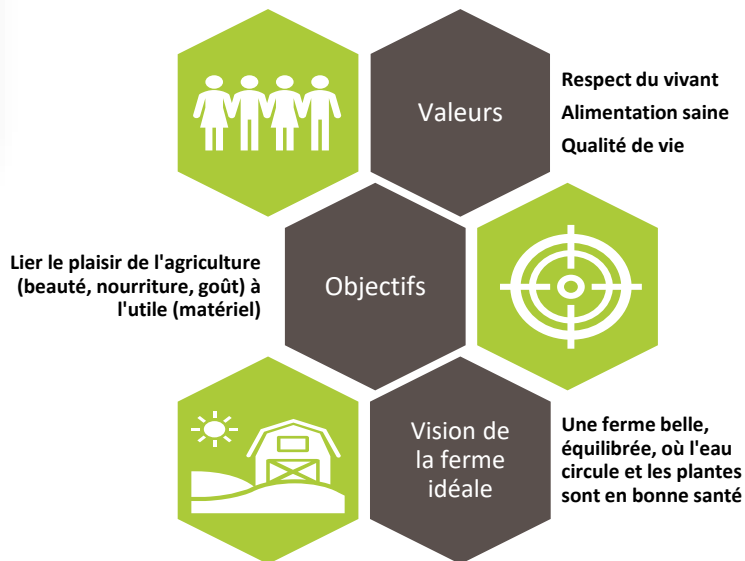 Valeurs
Respect du vivant
Alimentation saine
Qualité de vie
Lier le plaisir de l'agriculture
(beauté, nourriture, goût) à
l'utile (matériel)
Objectifs
Vision de
la ferme
idéale
Une ferme belle,
équilibrée, où l'eau
circule et les plantes
sont en bonne santé